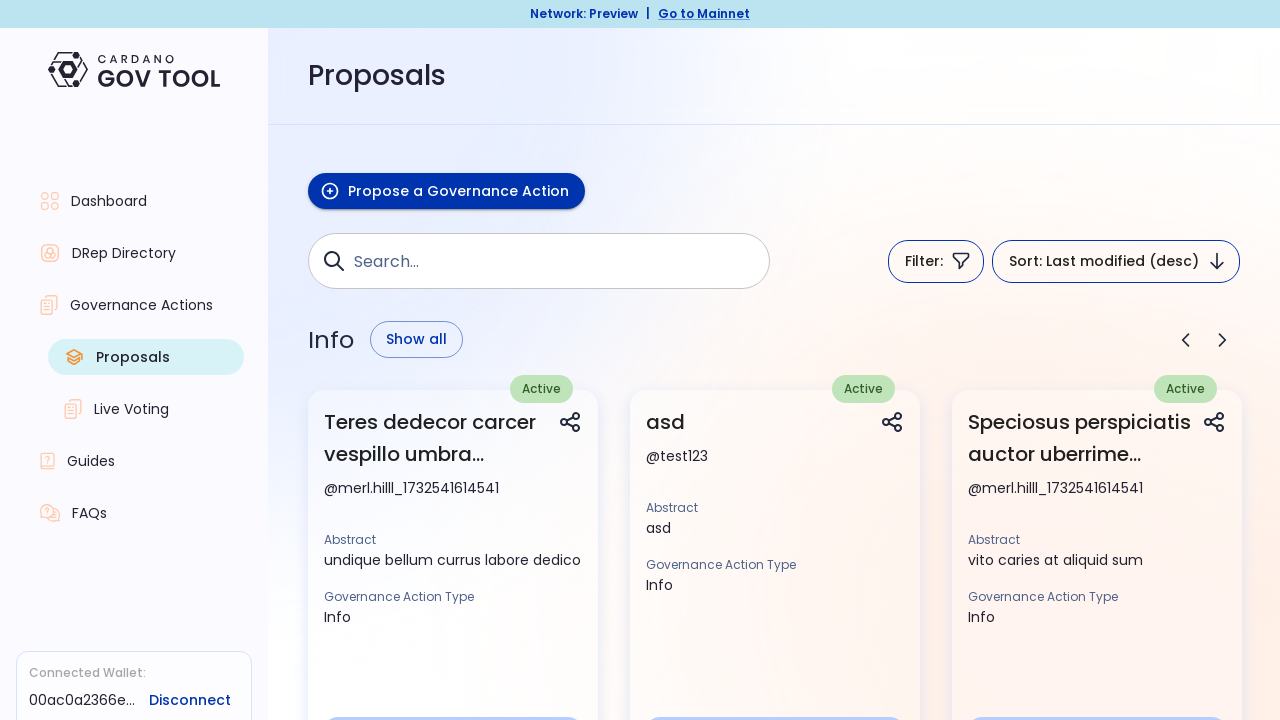 Network: Preview | Go to Mainnet
CARDANO
GOV TOOL
Dashboard
DRep Directory
Governance Actions
Proposals
Live Voting
Guides
FAQs
Connected Wallet:
00ac0a2366e... Disconnect
Proposals
Propose a Governance Action
Search...
Filter:
Sort: Last modified (desc)
Info
Show all
Active
Teres dedecor carcer
vespillo umbra...
@merl.hilll_1732541614541
Abstract
undique bellum currus labore dedico
Governance Action Type
Info
Active
asd
@test123
Abstract
asd
Governance Action Type
Info
Active
Speciosus perspiciatis
auctor uberrime...
@merl.hilll_1732541614541
Abstract
vito caries at aliquid sum
Governance Action Type
Info